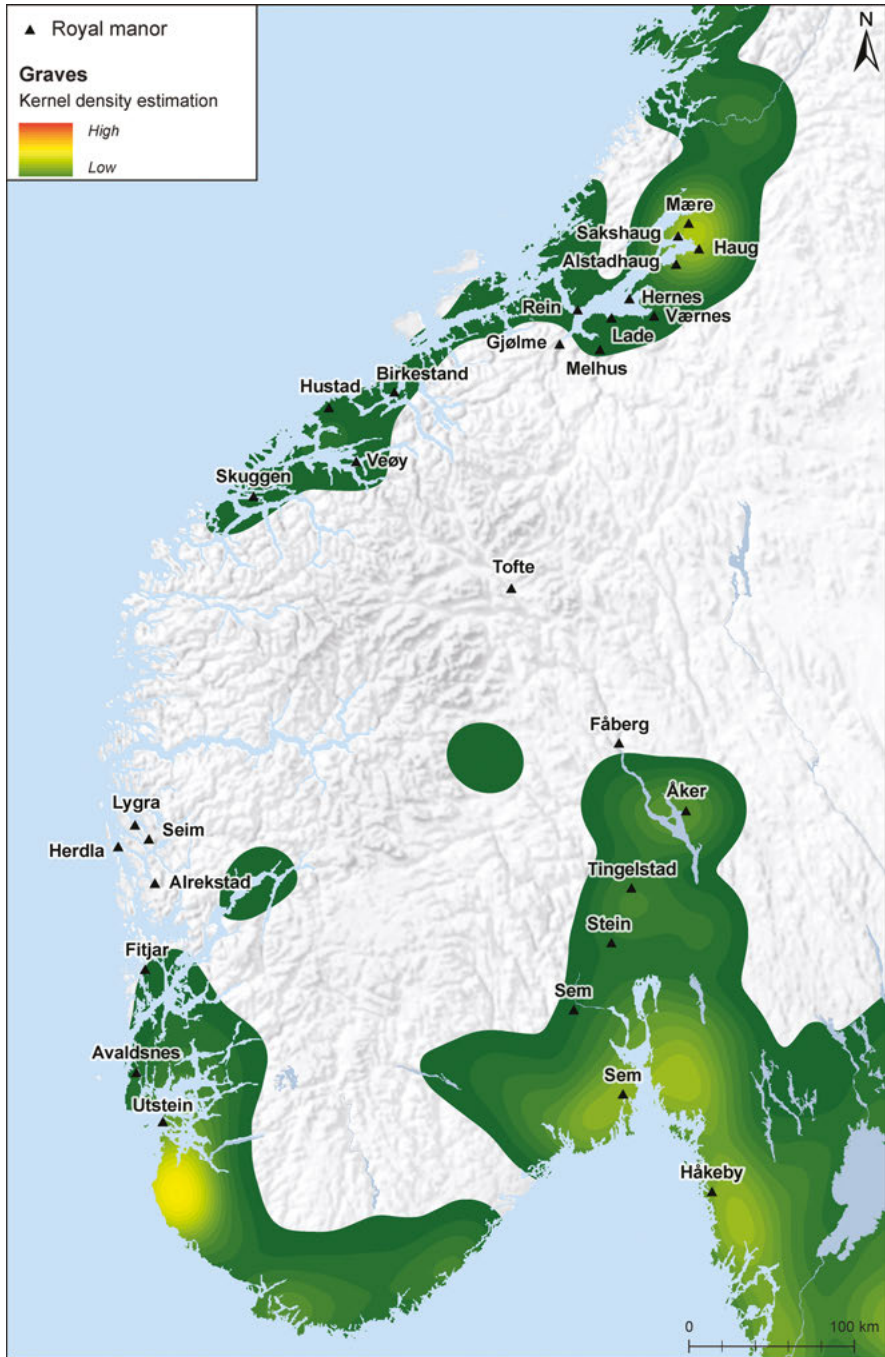 Royal manor
Graves
Kernel density estimation
High
Low
N
Mære
Sakshaug
Haug
Alstadhaug
Hernes
Rein
Værnes
Lade
Gjølme
Melhus
Birkestand
Hustad
Veøy
Skuggen
Tofte
Fåberg
Åker
Lygra
Seim
Herdla
Alrekstad
Tingelstad
Stein
Fitjar
Sem
Avaldsnes
Sem
Utstein
Håkeby
0 100 km